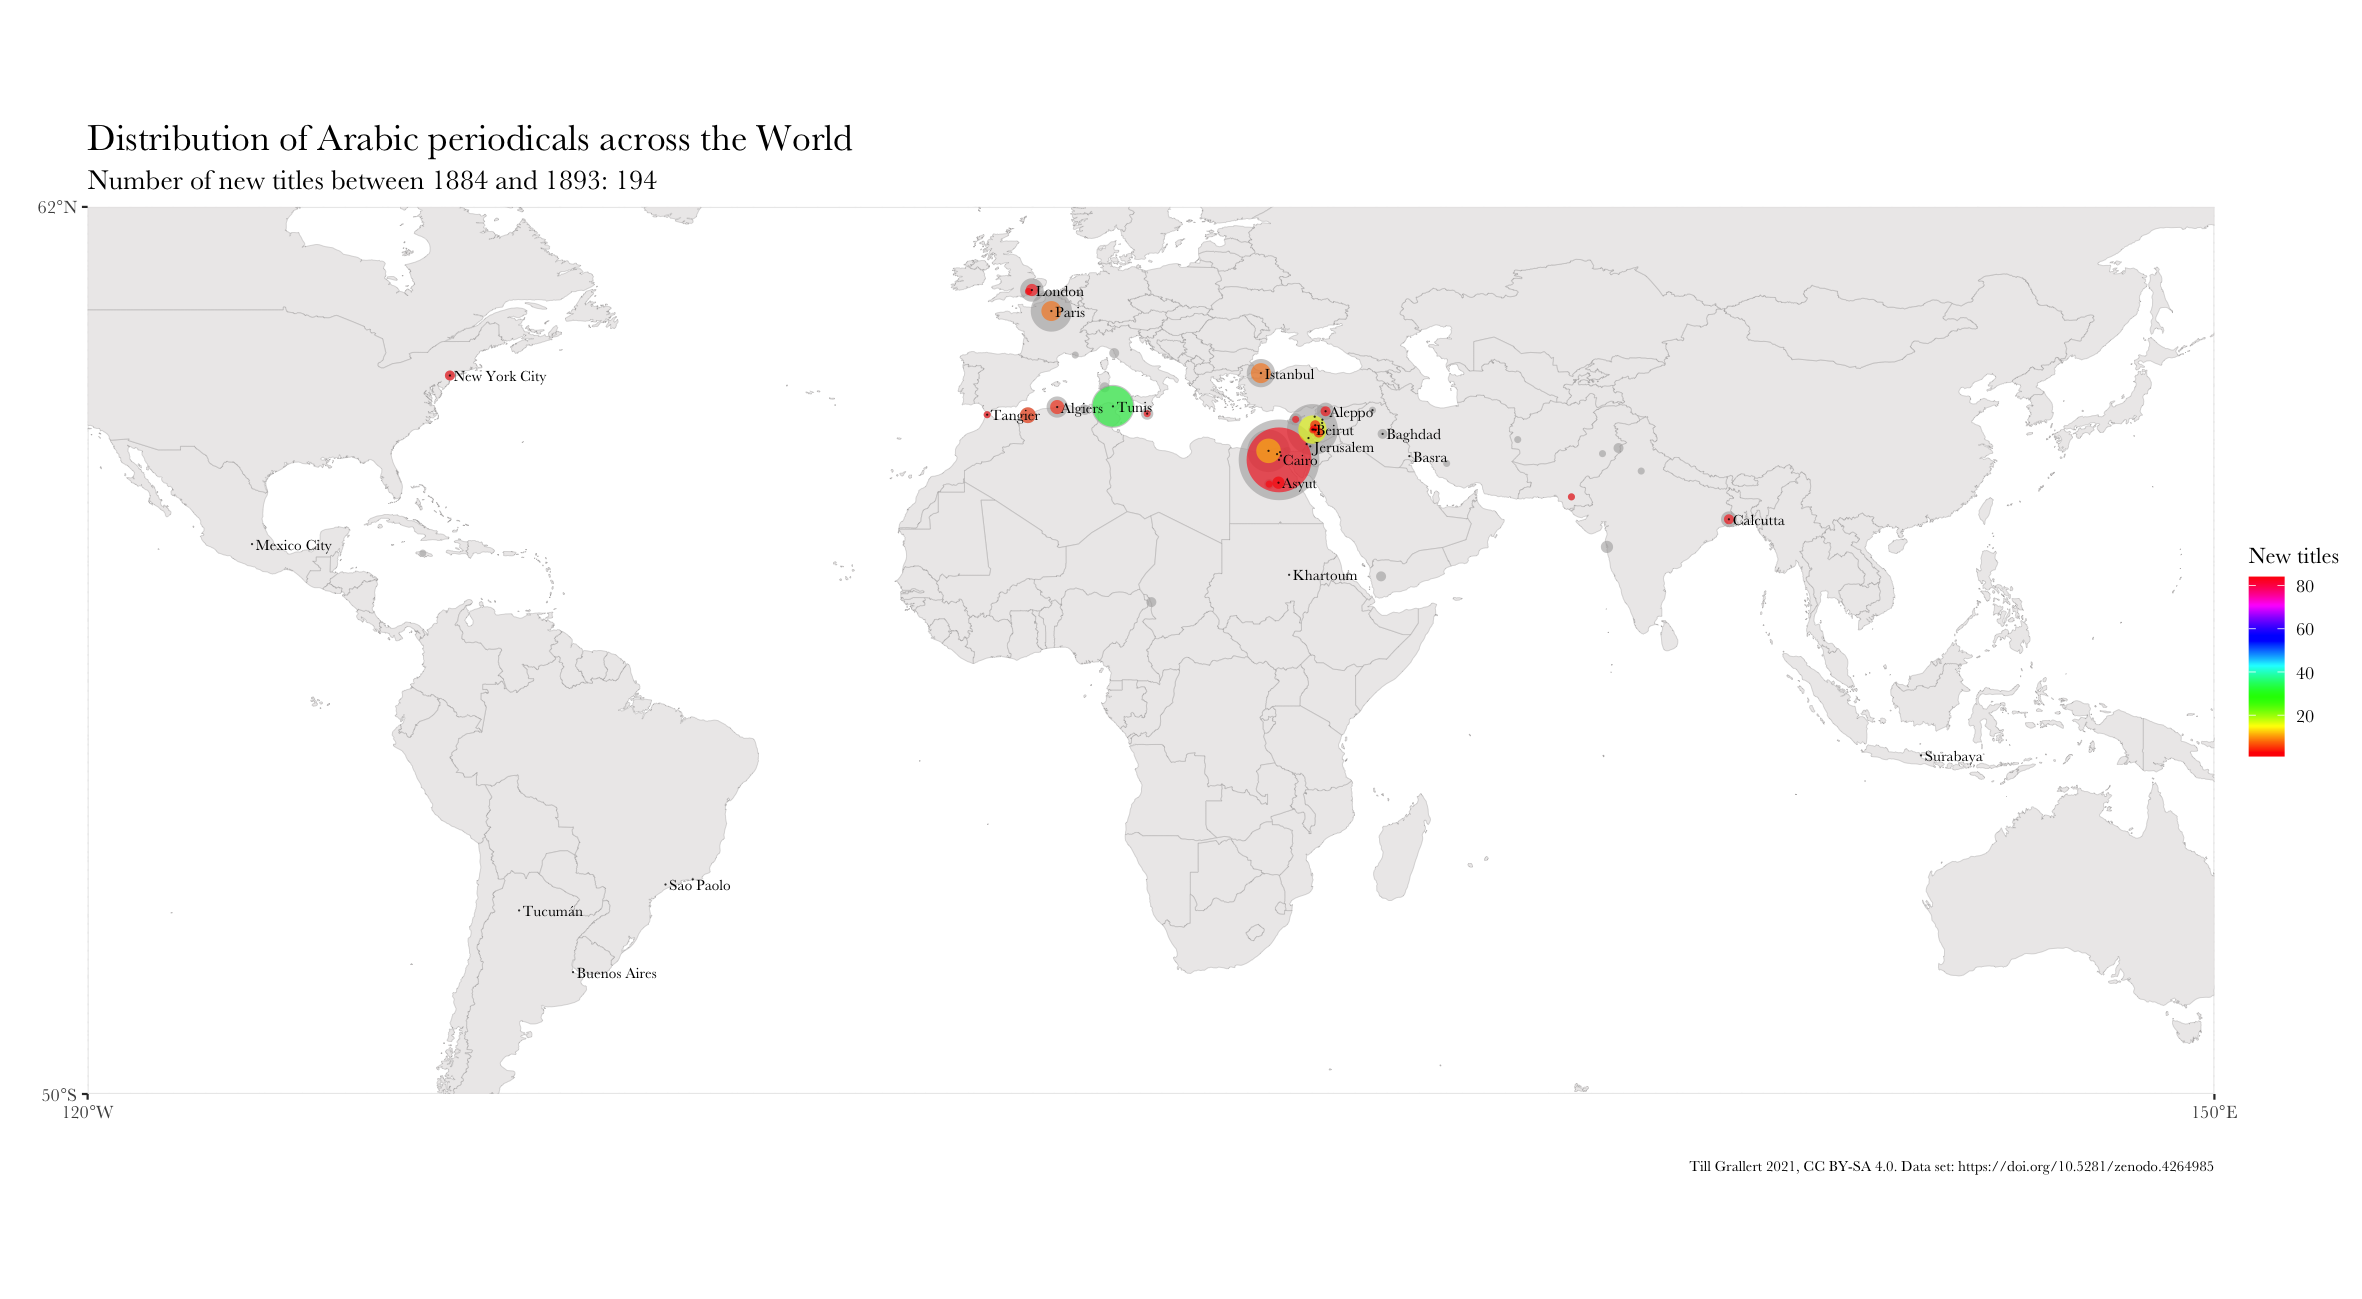 Distribution of Arabic periodicals across the World
Number of new titles between 1884 and 1893: 194
62°N
London
Paris
New York City
Istanbul
Tangier
Algiers
Tunis
Aleppo
Beirut
Baghdad
Jerusalem
Cairo
Basra
Asyut
Calcutta
Mexico City
Khartoum
New titles
80
60
40
20
Surabaya
Sao Paolo
Tucumán
Buenos Aires
50°S
120°W
150°E
Till Grallert 2021, CC BY-SA 4.0. Data set: https://doi.org/10.5281/zenodo.4264985